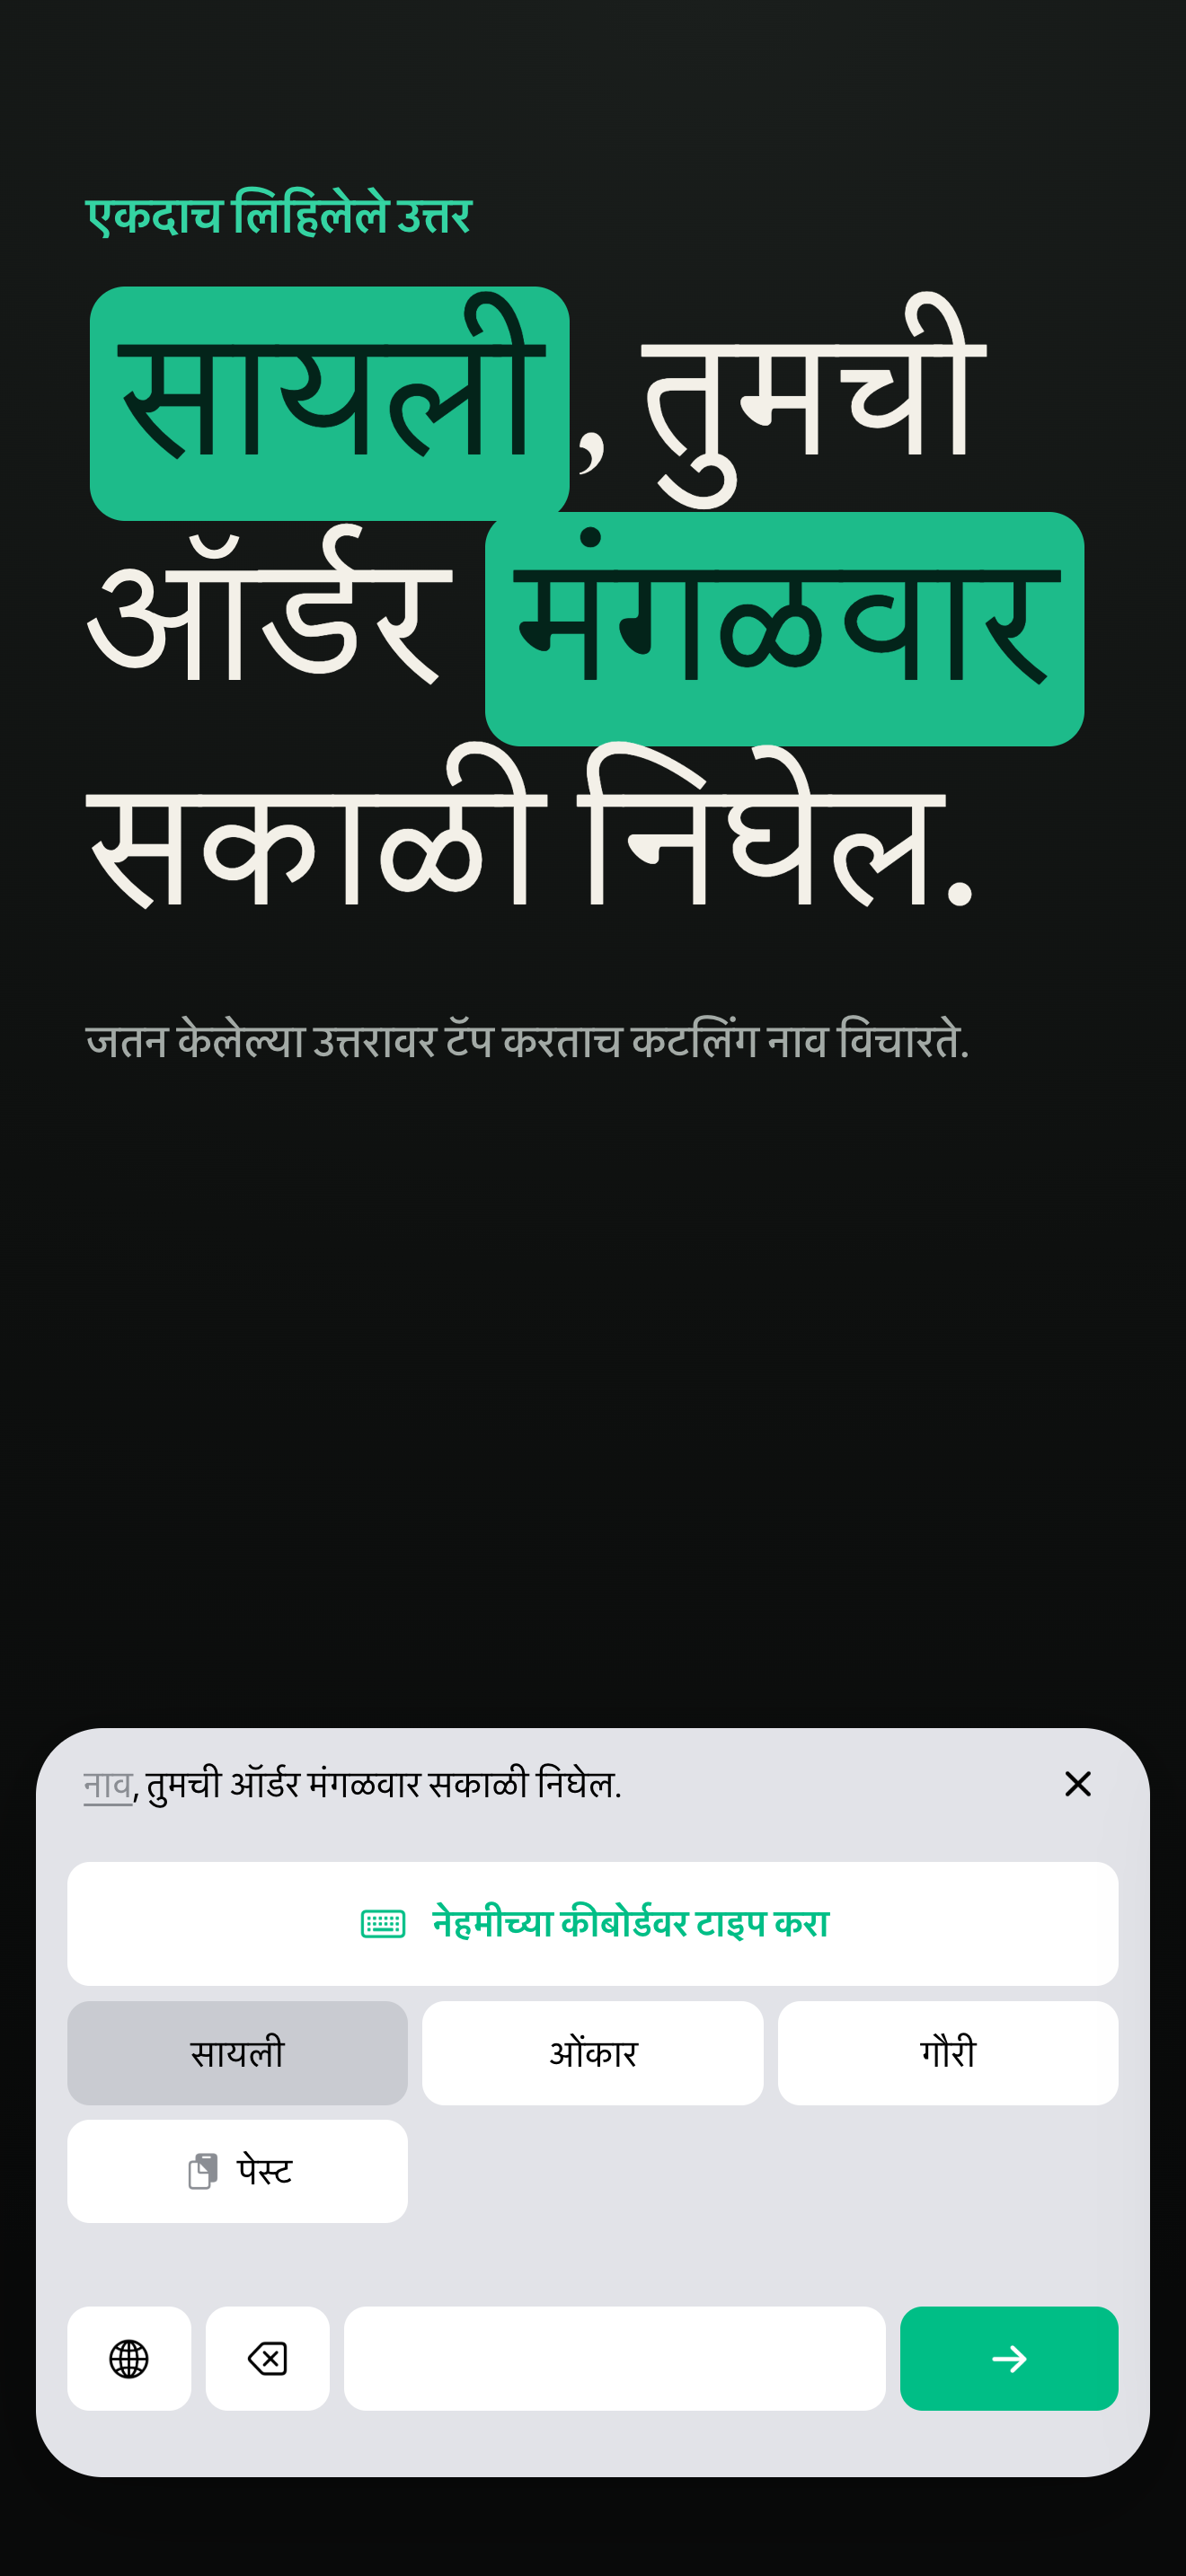 एकदाच लिहिलेले उत्तर
सायली, तुमची
ऑर्डर मंगळवार
सकाळी निघेल.
जतन केलेल्या उत्तरावर टॅप करताच कटलिंग नाव विचारते.
नाव, तुमची ऑर्डर मंगळवार सकाळी निघेल.
नेहमीच्या कीबोर्डवर टाइप करा
सायली
ओंकार
गौरी
पेस्ट